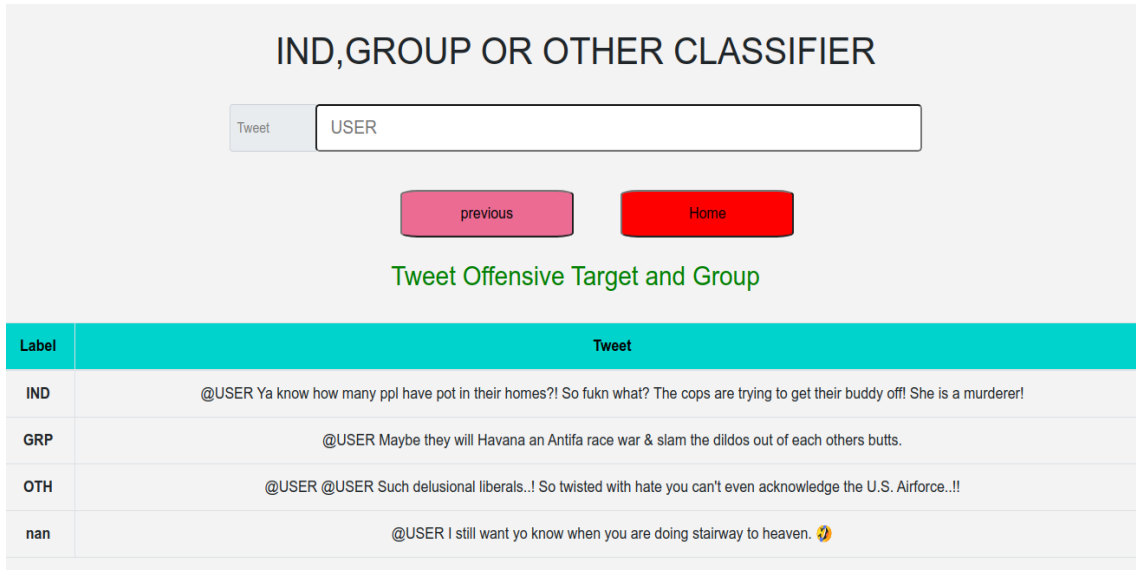 IND,GROUP OR OTHER CLASSIFIER
Tweet USER
previous Home
Tweet Offensive Target and Group
Label Tweet
IND @USER Ya know how many ppl have pot in their homes?! So fukn what? The cops are trying to get their buddy off! She is a murderer!
GRP @USER Maybe they will Havana an Antifa race war & slam the dildos out of each others butts.
OTH @USER @USER Such delusional liberals..! So twisted with hate you can't even acknowledge the U.S. Airforce..!!
nan @USER I still want yo know when you are doing stairway to heaven. 🤣